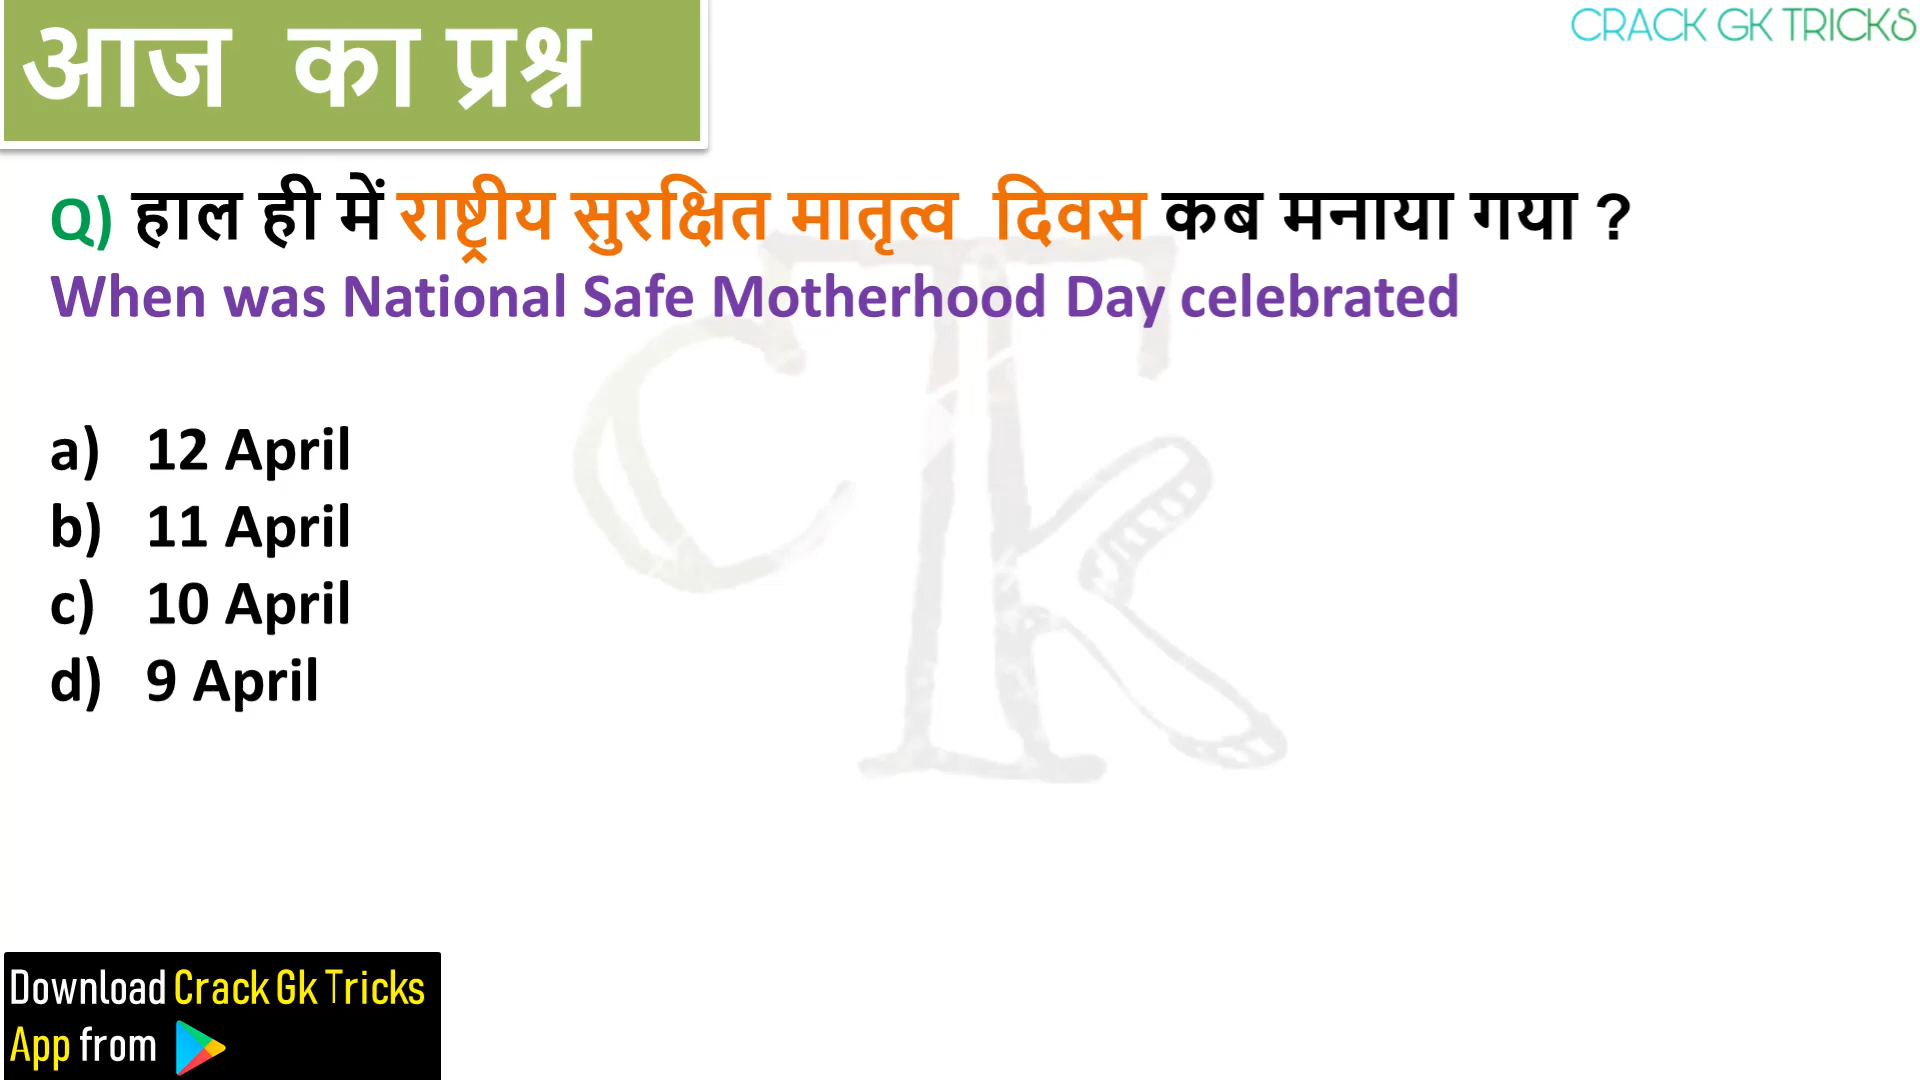 आज का प्रश्न
CRACK GK TRICKS
Q) हाल ही में राष्ट्रीय सुरक्षित मातृत्व दिवस कब मनाया गया ?
When was National Safe Motherhood Day celebrated
a) 12 April
b) 11 April
c) 10 April
d) 9 April
CTK
Download Crack Gk Tricks
App from